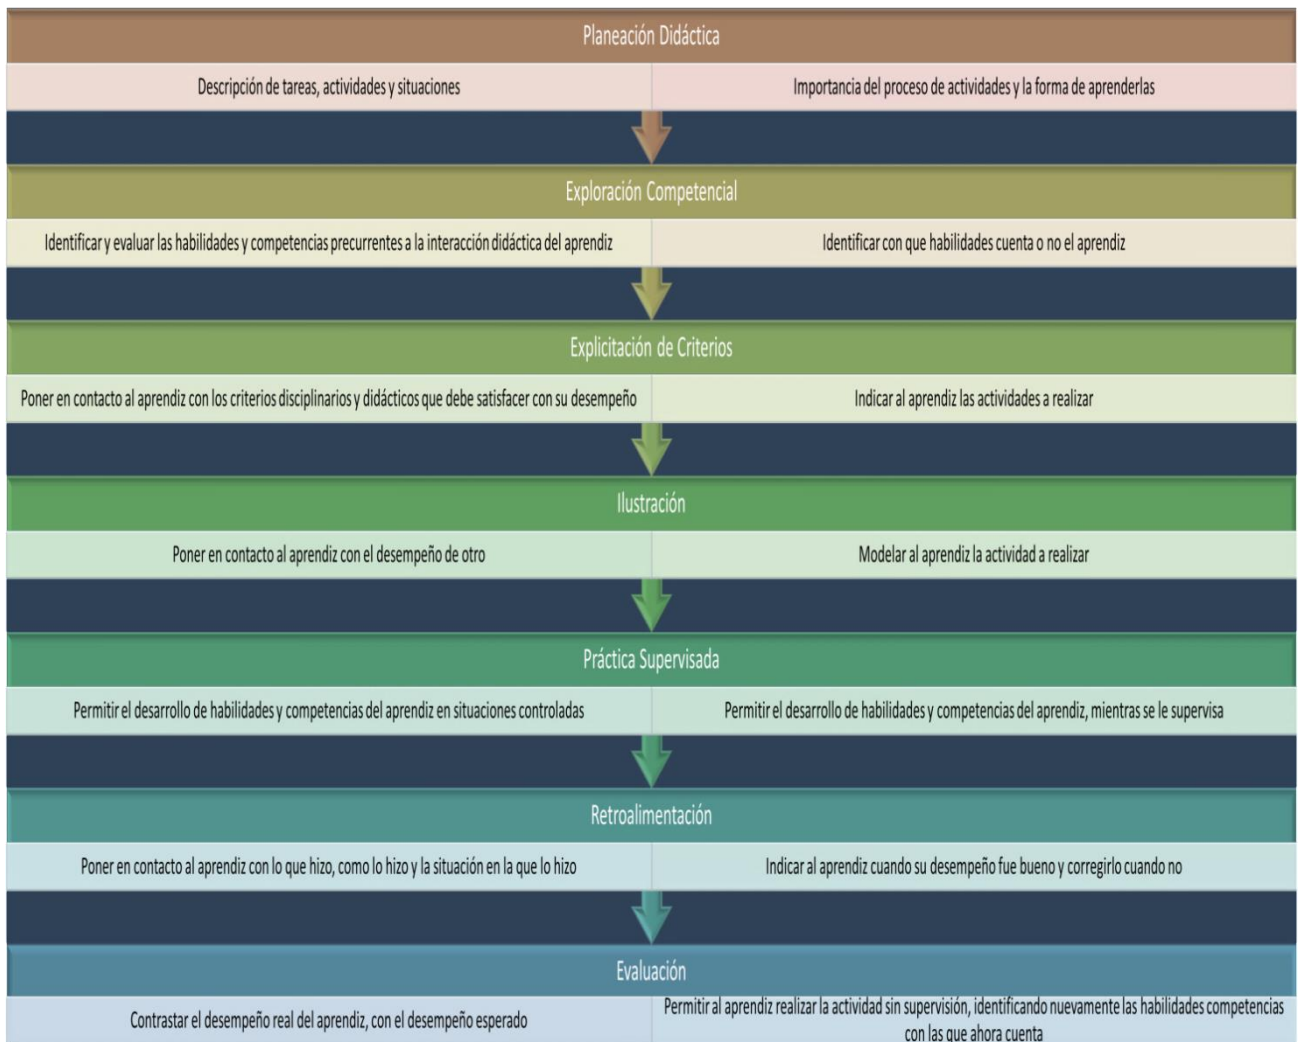 Planeación Didáctica
Descripción de tareas, actividades y situaciones
Importancia del proceso de actividades y la forma de aprenderlas
Exploración Competencial
Identificar y evaluar las habilidades y competencias precurrentes a la interacción didáctica del aprendiz
Identificar con que habilidades cuenta o no el aprendiz
Explicitación de Criterios
Poner en contacto al aprendiz con los criterios disciplinarios y didácticos que debe satisfacer con su desempeño
Indicar al aprendiz las actividades a realizar
Ilustración
Poner en contacto al aprendiz con el desempeño de otro
Modelar al aprendiz la actividad a realizar
Práctica Supervisada
Permitir el desarrollo de habilidades y competencias del aprendiz en situaciones controladas
Permitir el desarrollo de habilidades y competencias del aprendiz, mientras se le supervisa
Retroalimentación
Poner en contacto al aprendiz con lo que hizo, como lo hizo y la situación en la que lo hizo
Indicar al aprendiz cuando su desempeño fue bueno y corregirlo cuando no
Evaluación
Contrastar el desempeño real del aprendiz, con el desempeño esperado
Permitir al aprendiz realizar la actividad sin supervisión, identificando nuevamente las habilidades competencias
con las que ahora cuenta